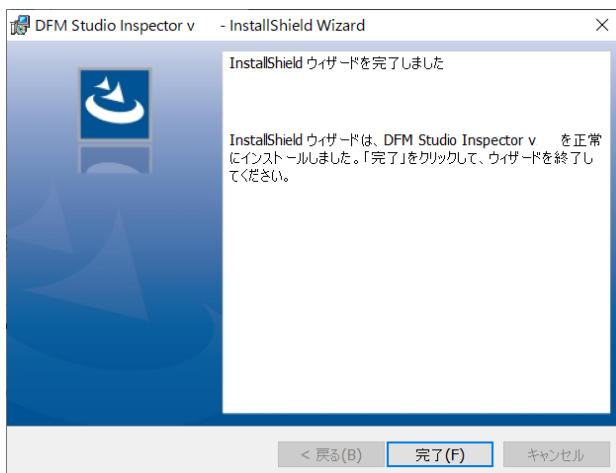 DFM Studio Inspector v - InstallShield Wizard
InstallShield ウィザードを完了しました
InstallShield ウィザードは、DFM Studio Inspector v を正常
にインストールしました。「完了」をクリックして、ウィザードを終了し
てください。
< 戻る(B) 完了(F) キャンセル